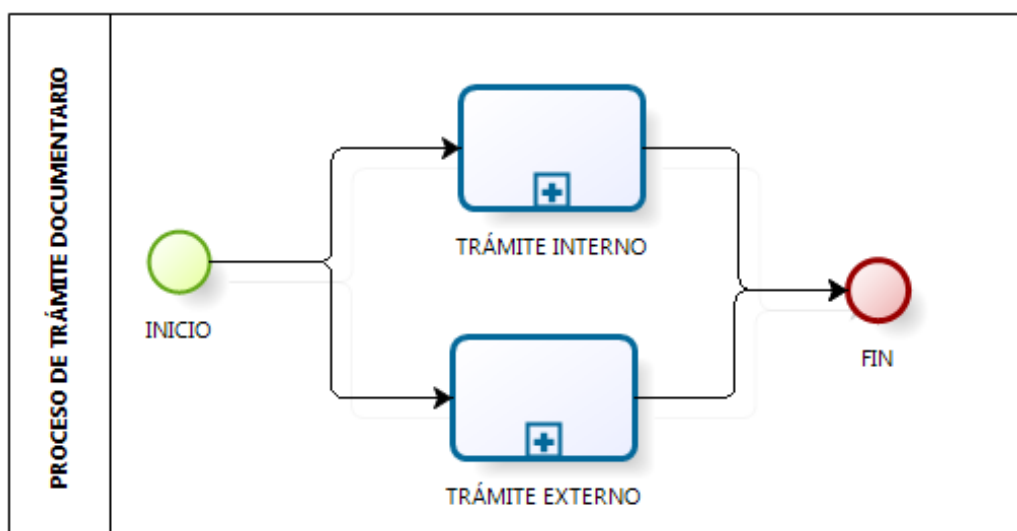 PROCESO DE TRÁMITE DOCUMENTARIO
TRÁMITE INTERNO
INICIO
FIN
TRÁMITE EXTERNO